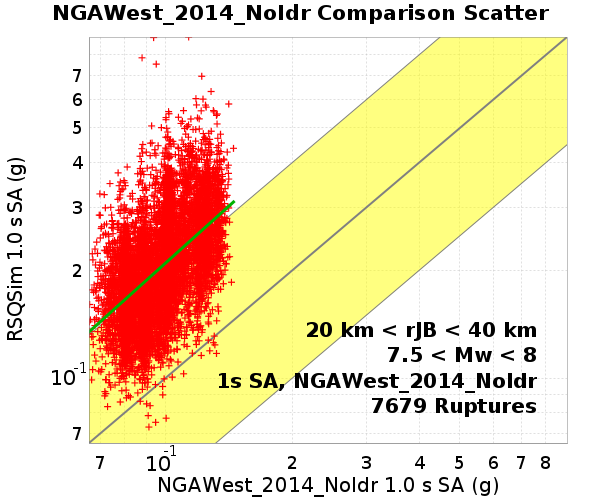 NGAWest_2014_NoIdr Comparison Scatter
RSQSim 1.0 s SA (g)
7
6
5
4
3
2
10^-1
7
20 km < rJB < 40 km
7.5 < Mw < 8
1s SA, NGAWest_2014_NoIdr
7679 Ruptures
7 10^-1 2 3 4 5 6 7 8
NGAWest_2014_NoIdr 1.0 s SA (g)